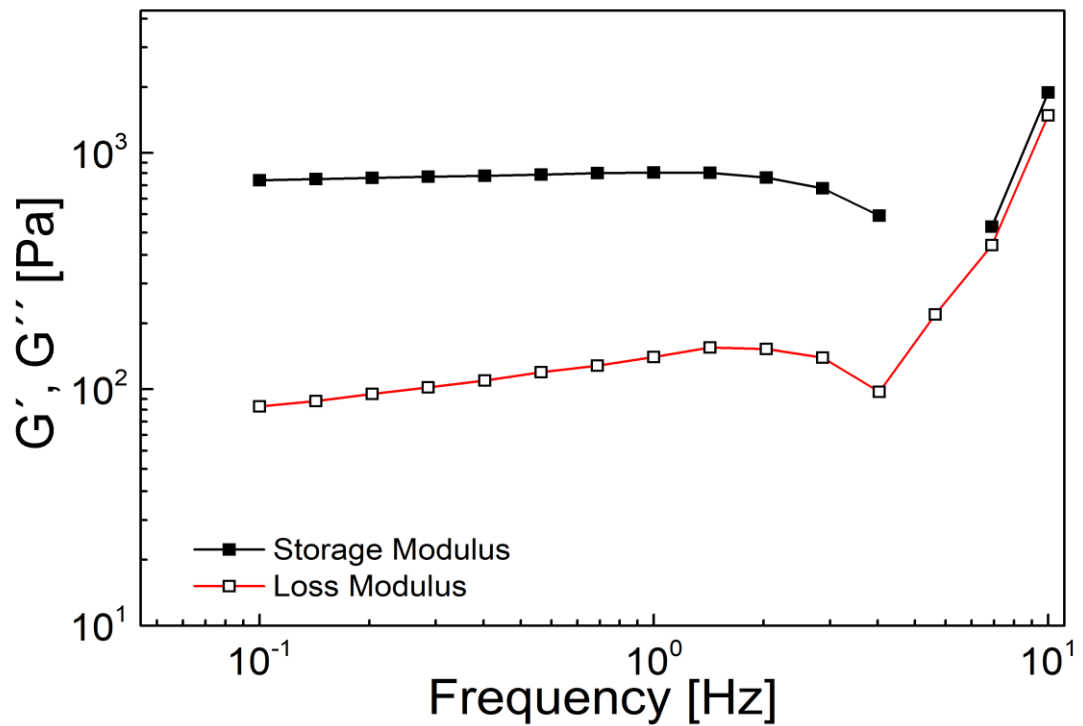 G´, G´´ [Pa]
10³
10²
10¹
Storage Modulus
Loss Modulus
10⁻¹ 10⁰ 10¹
Frequency [Hz]